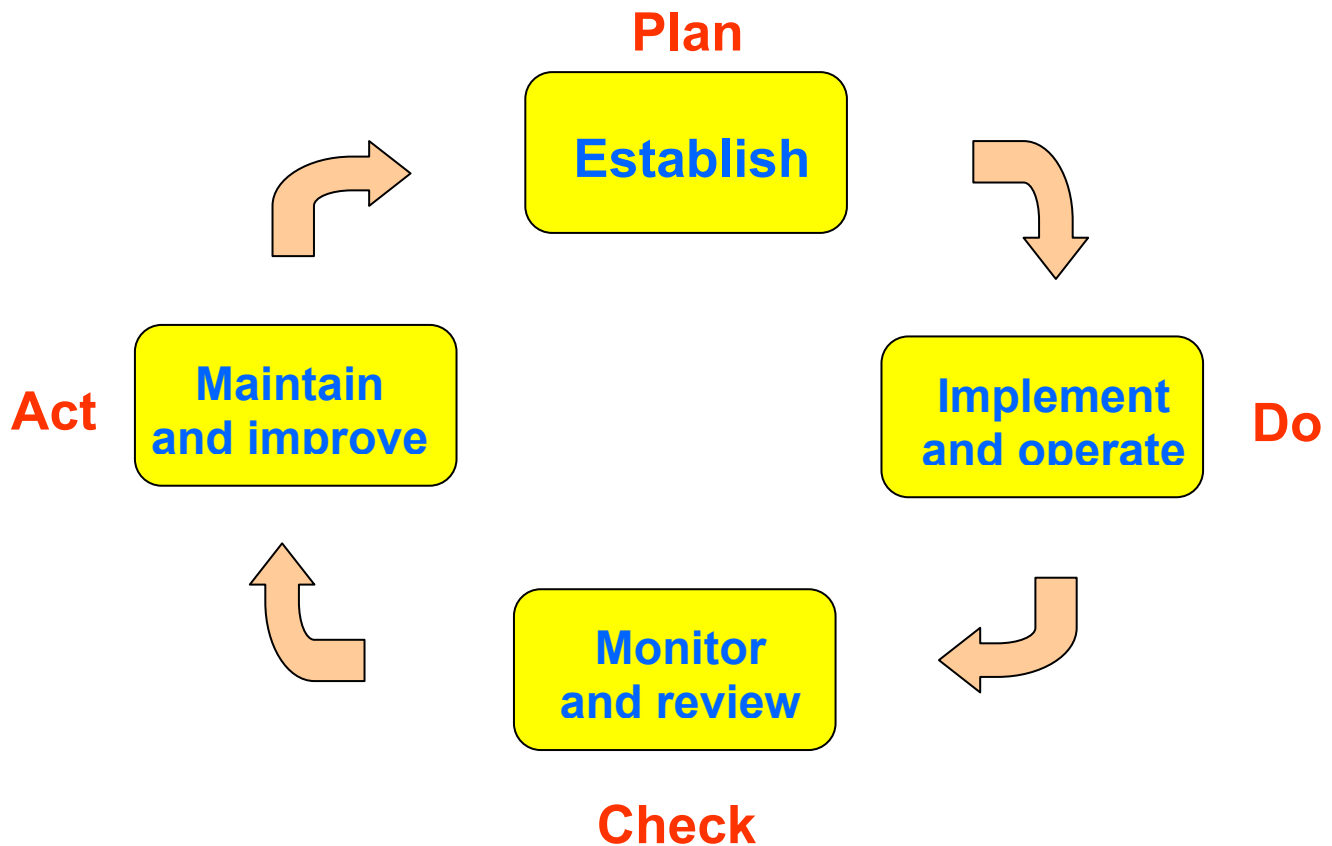 Plan
Establish
Implement
and operate
Do
Monitor
and review
Check
Maintain
and improve
Act